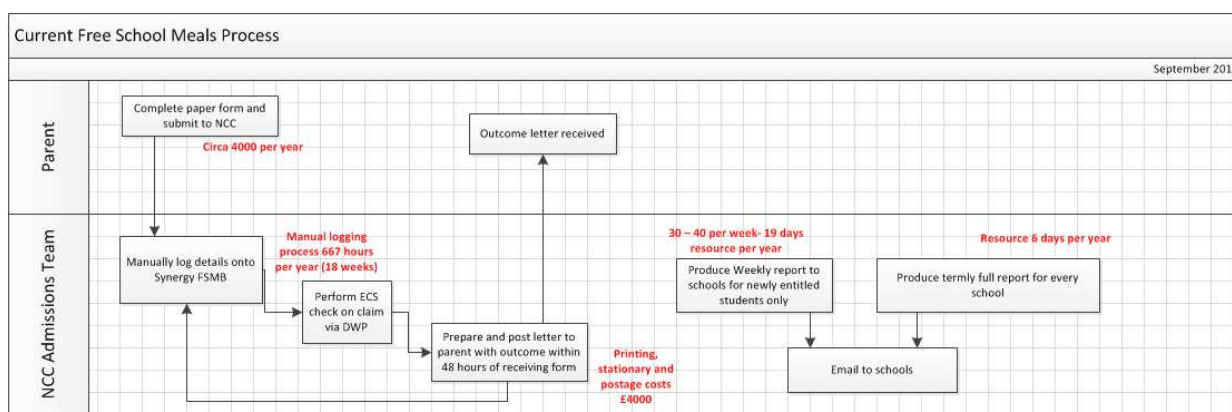 Current Free School Meals Process
September 201
Parent
Complete paper form and
submit to NCC
Circa 4000 per year
Outcome letter received
NCC Admissions Team
Manually log details onto
Synergy FSMB
Manual logging
process 667 hours
per year (18 weeks)
Perform ECS
check on claim
via DWP
Prepare and post letter to
parent with outcome within
48 hours of receiving form
Printing,
stationary and
postage costs
£4000
30 – 40 per week- 19 days
resource per year
Produce Weekly report to
schools for newly entitled
students only
Resource 6 days per year
Produce termly full report for every
school
Email to schools